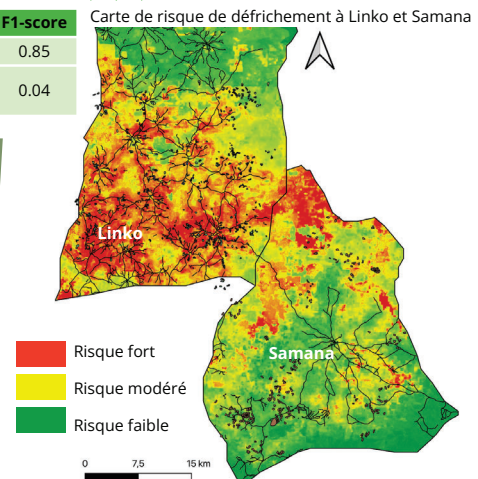 F1-score
0.85
0.04
Carte de risque de défrichement à Linko et Samana
Linko
Samana
Risque fort
Risque modéré
Risque faible
0 7,5 15 km